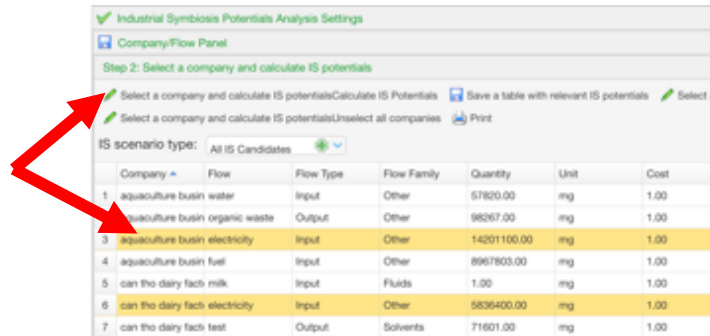 Industrial Symbiosis Potentials Analysis Settings
Company/Flow Panel
Step 2: Select a company and calculate IS potentials
Select a company and calculate IS potentialsCalculate IS Potentials Save a table with relevant IS potentials Select
Select a company and calculate IS potentialsUnselect all companies Print
IS scenario type: All IS Candidates
Company Flow Flow Type Flow Family Quantity Unit Cost
1 aquaculture busin water Input Other 57820.00 mg 1.00
aquaculture busin organic waste Output Other 98267.00 mg 1.00
3 aquaculture busin electricity Input Other 14201100.00 mg 1.00
4 aquaculture busin fuel Input Other 8967803.00 mg 1.00
5 can tho dairy facto milk Input Fluids 1.00 mg 1.00
6 can tho dairy facto electricity Input Other 5836400.00 mg 1.00
7 can tho dairy facto test Output Solvents 71601.00 mg 1.00